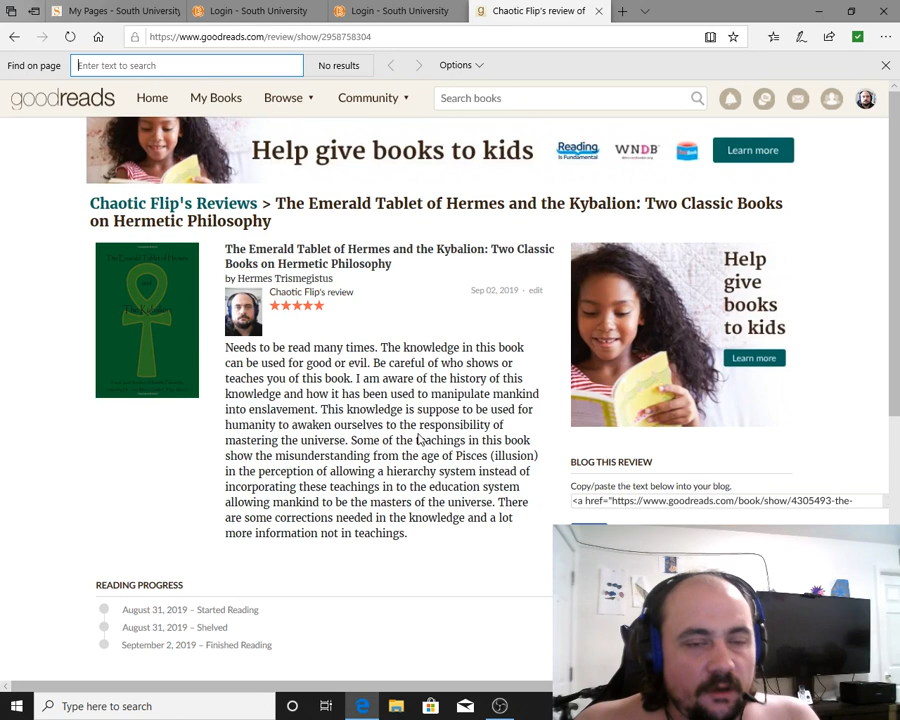 My Pages - South University
Login - South University
Login - South University
Chaotic Flip's review of
https://www.goodreads.com/review/show/2958758304
Find on page
Enter text to search
No results
Options
goodreads
Home
My Books
Browse
Community
Search books
Help give books to kids
Reading
Is Fundamental
WNDB
Learn more
Chaotic Flip's Reviews > The Emerald Tablet of Hermes and the Kybalion: Two Classic Books
on Hermetic Philosophy
The Emerald Tablet of Hermes
and
The Kybalion
The Emerald Tablet of Hermes and the Kybalion: Two Classic
Books on Hermetic Philosophy
by Hermes Trismegistus
Chaotic Flip's review
Sep 02, 2019 · edit
Needs to be read many times. The knowledge in this book
can be used for good or evil. Be careful of who shows or
teaches you of this book. I am aware of the history of this
knowledge and how it has been used to manipulate mankind
into enslavement. This knowledge is suppose to be used for
humanity to awaken ourselves to the responsibility of
mastering the universe. Some of the teachings in this book
show the misunderstanding from the age of Pisces (illusion)
in the perception of allowing a hierarchy system instead of
incorporating these teachings in to the education system
allowing mankind to be the masters of the universe. There
are some corrections needed in the knowledge and a lot
more information not in teachings.
Help
give
books
to kids
Learn more
BLOG THIS REVIEW
Copy/paste the text below into your blog.
<a href="https://www.goodreads.com/book/show/4305493-the-
READING PROGRESS
August 31, 2019 – Started Reading
August 31, 2019 – Shelved
September 2, 2019 – Finished Reading
Type here to search